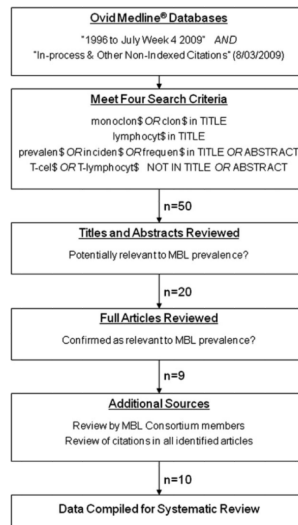 Ovid Medline® Databases
"1996 to July Week 4 2009" AND
"In-process & Other Non-Indexed Citations" (8/03/2009)
Meet Four Search Criteria
monoclon$ OR clon$ in TITLE
lymphocyt$ in TITLE
prevalen$ OR inciden$ OR frequen$ in TITLE OR ABSTRACT
T-cel$ OR T-lymphocyt$ NOT IN TITLE OR ABSTRACT
n=50
Titles and Abstracts Reviewed
Potentially relevant to MBL prevalence?
n=20
Full Articles Reviewed
Confirmed as relevant to MBL prevalence?
n=9
Additional Sources
Review by MBL Consortium members
Review of citations in all identified articles
n=10
Data Compiled for Systematic Review